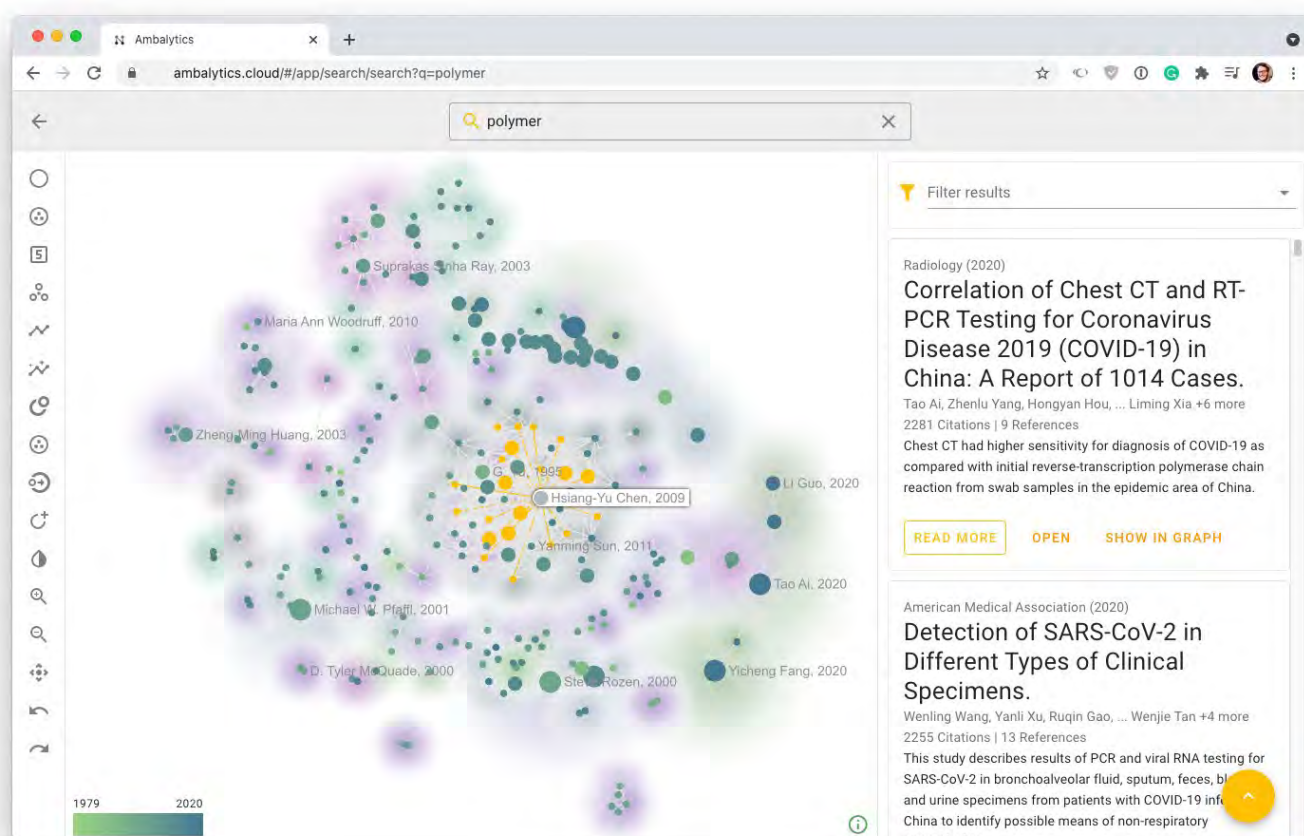 Ambalytics
ambalytics.cloud/#/app/search/search?q=polymer
polymer
5
Suprakas Sinha Ray, 2003
Maria Ann Woodruff, 2010
Zheng-Ming Huang, 2003
G. Yu, 1995
Li Guo, 2020
Hsiang-Yu Chen, 2009
Yanming Sun, 2011
Tao Ai, 2020
Michael W. Pfaffl, 2001
D. Tyler McQuade, 2000
Steve Rozen, 2000
Yicheng Fang, 2020
1979 2020
Filter results
Radiology (2020)
Correlation of Chest CT and RT-
PCR Testing for Coronavirus
Disease 2019 (COVID-19) in
China: A Report of 1014 Cases.
Tao Ai, Zhenlu Yang, Hongyan Hou, ... Liming Xia +6 more
2281 Citations | 9 References
Chest CT had higher sensitivity for diagnosis of COVID-19 as
compared with initial reverse-transcription polymerase chain
reaction from swab samples in the epidemic area of China.
READ MORE OPEN SHOW IN GRAPH
American Medical Association (2020)
Detection of SARS-CoV-2 in
Different Types of Clinical
Specimens.
Wenling Wang, Yanli Xu, Ruqin Gao, ... Wenjie Tan +4 more
2255 Citations | 13 References
This study describes results of PCR and viral RNA testing for
SARS-CoV-2 in bronchoalveolar fluid, sputum, feces,
and urine specimens from patients with COVID-19
China to identify possible means of non-respiratory